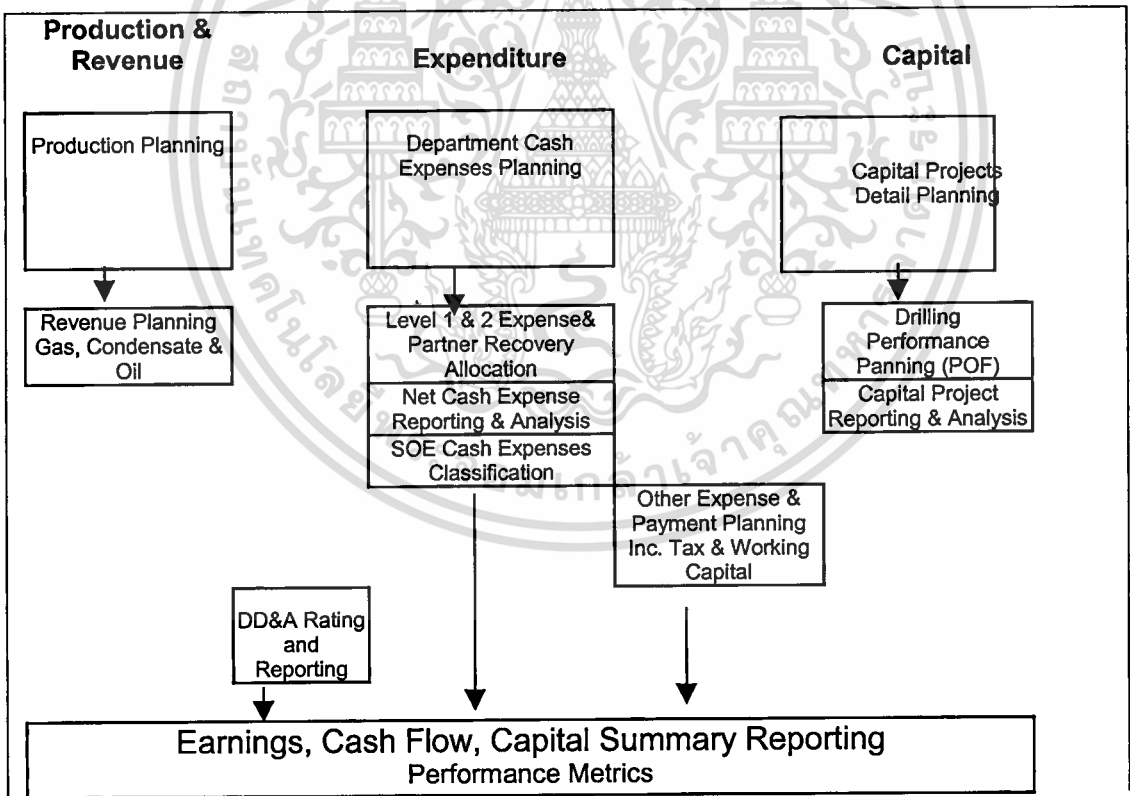 Production &
Revenue
Expenditure
Capital
Production Planning
Department Cash
Expenses Planning
Capital Projects
Detail Planning
Revenue Planning
Gas, Condensate &
Oil
Level 1 & 2 Expense&
Partner Recovery
Allocation
Net Cash Expense
Reporting & Analysis
SOE Cash Expenses
Classification
Drilling
Performance
Panning (POF)
Capital Project
Reporting & Analysis
Other Expense &
Payment Planning
Inc. Tax & Working
Capital
DD&A Rating
and
Reporting
Earnings, Cash Flow, Capital Summary Reporting
Performance Metrics